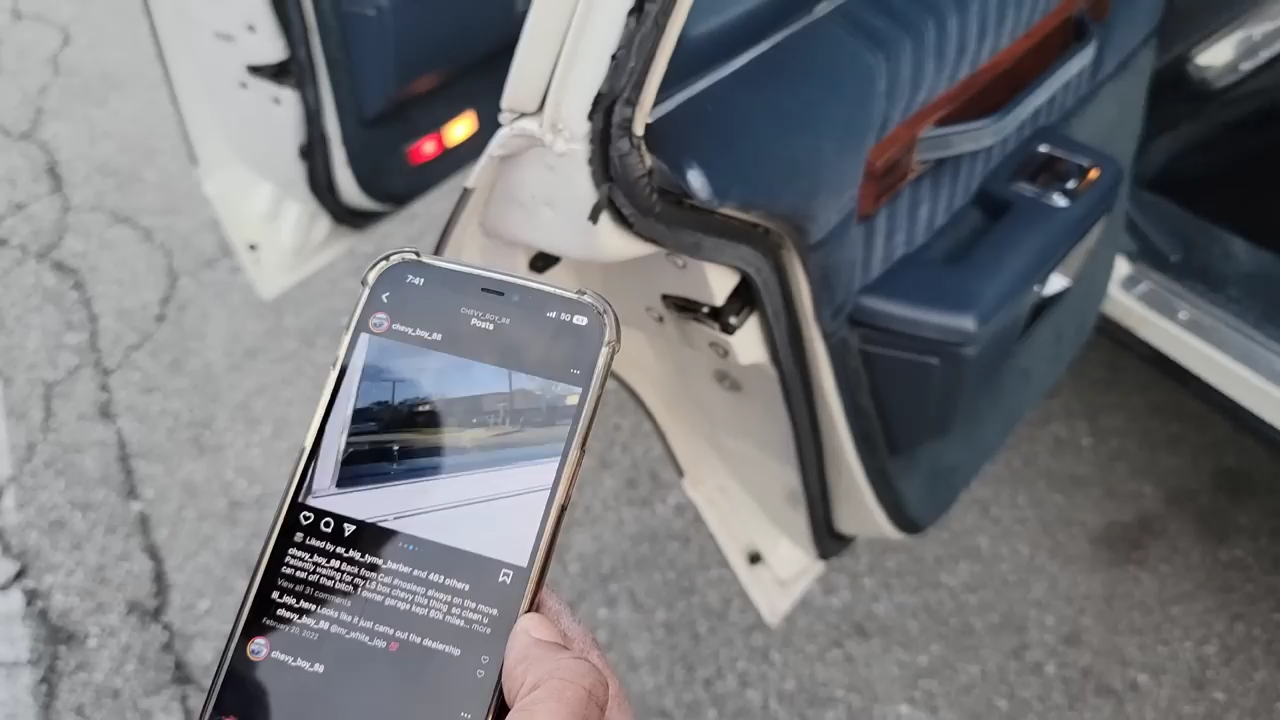 7:41
5G
CHEVY_BOY_88
Posts
chevy_boy_88
Liked by ex_big_tyme_barber and 463 others
chevy_boy_88 Back from Cali #nosleep always on the move.
Patiently waiting for my LS box chevy this thing so clean u
can eat off that bitch. 1 owner garage kept 80k miles... more
View all 31 comments
lil_jojo_here Looks like it just came out the dealership
chevy_boy_88 @mr_white_jojo 💯
February 20, 2022
chevy_boy_88